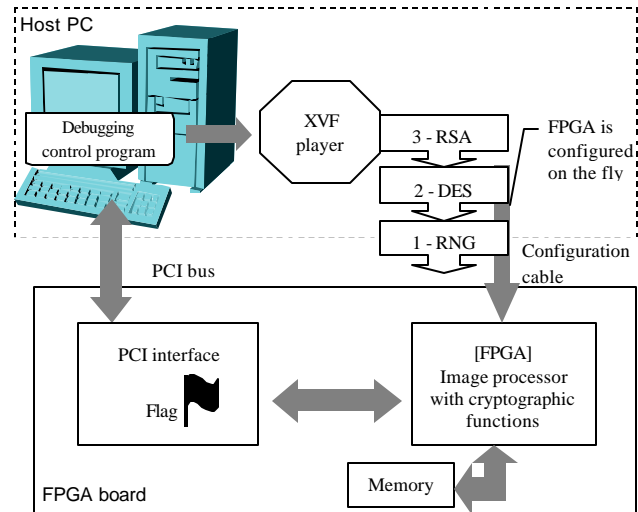 Host PC
Debugging
control program
XVF
player
3 - RSA
2 - DES
1 - RNG
FPGA is
configured
on the fly
PCI bus
Configuration
cable
PCI interface
Flag
[FPGA]
Image processor
with cryptographic
functions
Memory
FPGA board